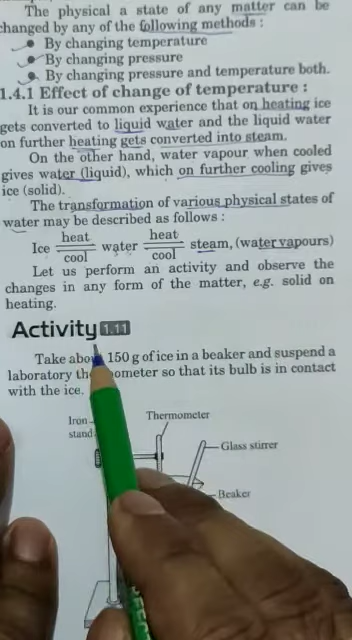 The physical a state of any matter can be
changed by any of the following methods :
By changing temperature
By changing pressure
By changing pressure and temperature both.
1.4.1 Effect of change of temperature :
It is our common experience that on heating ice
gets converted to liquid water and the liquid water
on further heating gets converted into steam.
On the other hand, water vapour when cooled
gives water (liquid), which on further cooling gives
ice (solid).
The transformation of various physical states of
water may be described as follows :
Ice heat/cool water heat/cool steam, (water vapours)
Let us perform an activity and observe the
changes in any form of the matter, e.g. solid on
heating.
Activity 1.11
Take 150 g of ice in a beaker and suspend a
laboratory so that its bulb is in contact
with the ice.
Thermometer
Iron
stand
Glass stirrer
Beaker